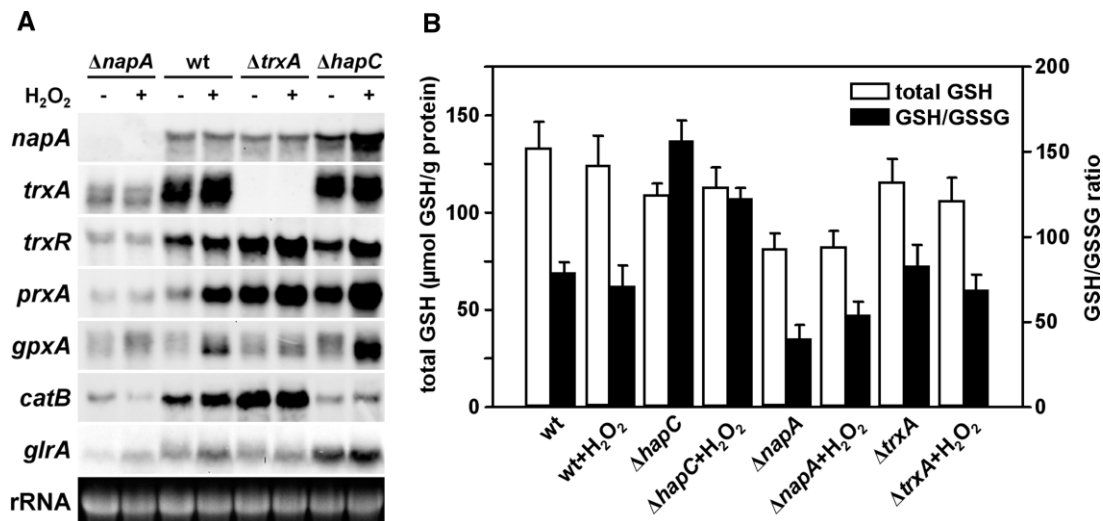 A
ΔnapA wt ΔtrxA ΔhapC
H₂O₂ - + - + - + - +
napA
trxA
trxR
prxA
gpxA
catB
glrA
rRNA
B
total GSH (µmol GSH/g protein)
150
100
50
0
total GSH
GSH/GSSG
200
150
100
50
0
GSH/GSSG ratio
wt
wt+H₂O₂
ΔhapC
ΔhapC+H₂O₂
ΔnapA
ΔnapA+H₂O₂
ΔtrxA
ΔtrxA+H₂O₂